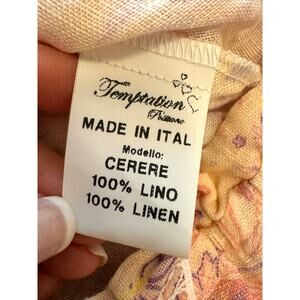 Temptation
Positano
MADE IN ITAL
Modello:
CERERE
100% LINO
100% LINEN